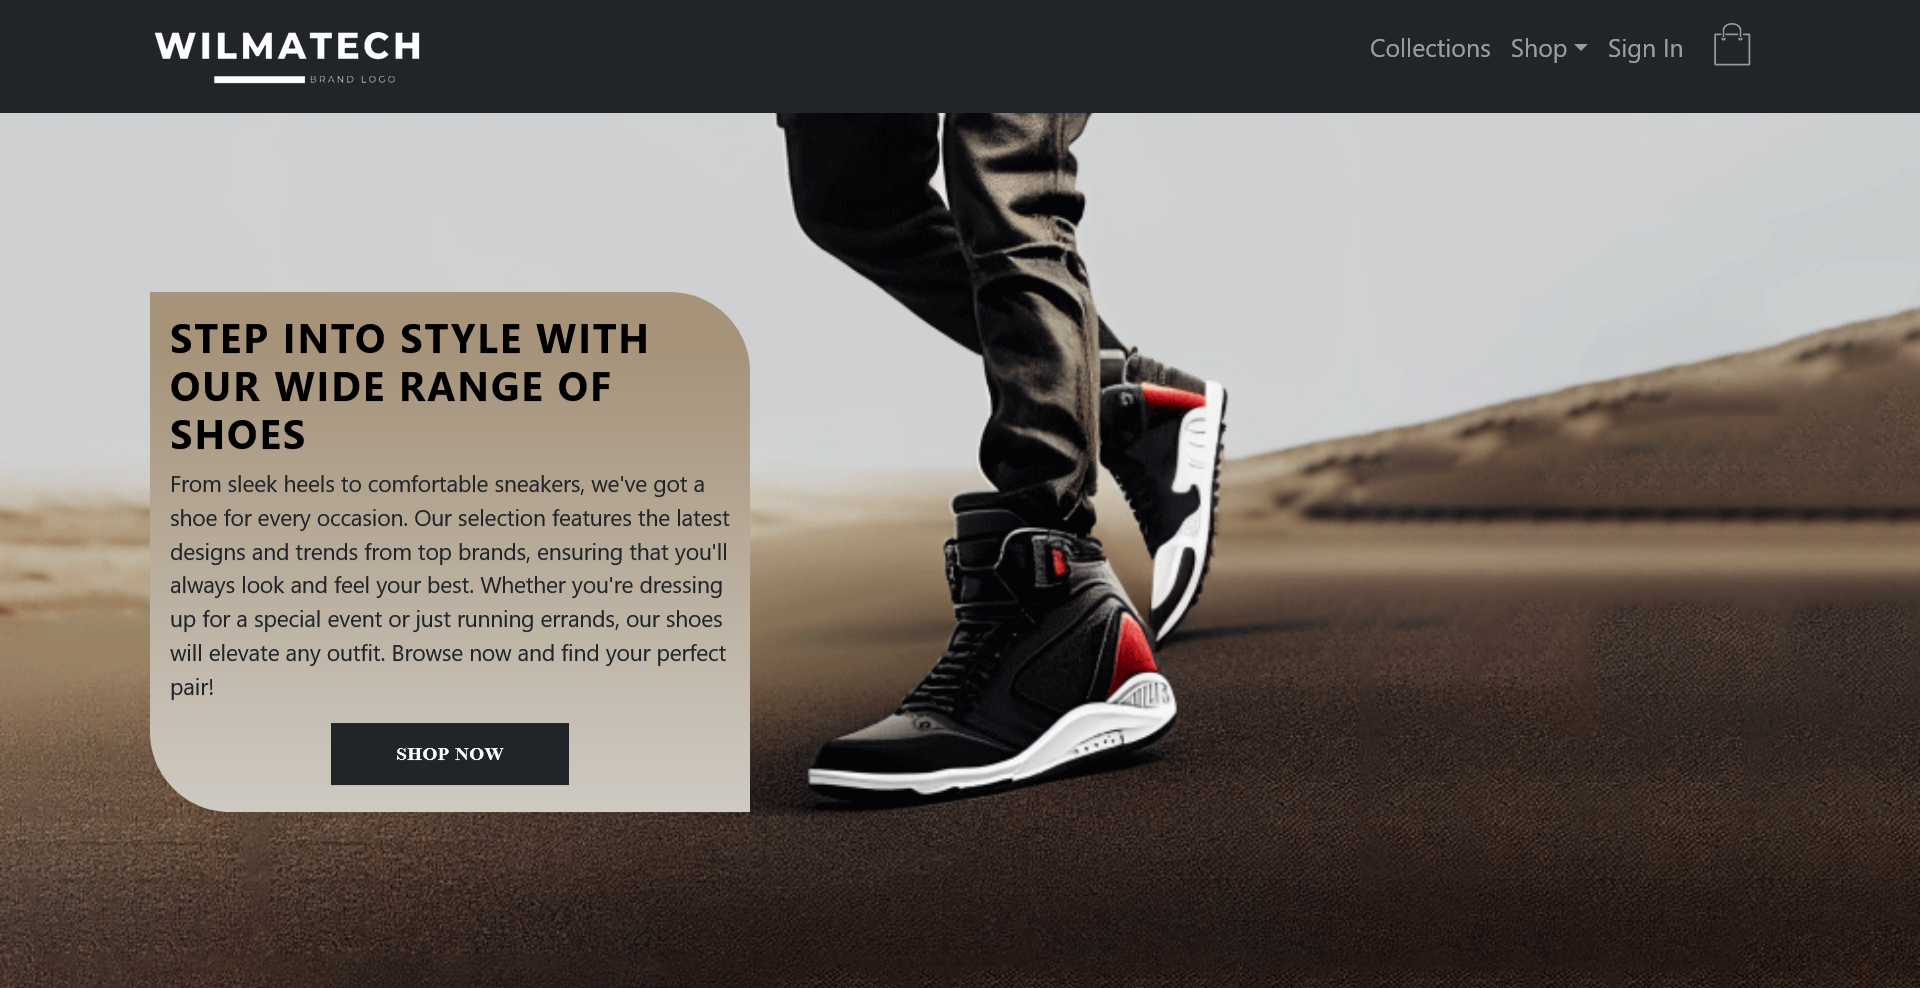 WILMATECH
BRAND LOGO
Collections Shop Sign In
STEP INTO STYLE WITH
OUR WIDE RANGE OF
SHOES
From sleek heels to comfortable sneakers, we've got a
shoe for every occasion. Our selection features the latest
designs and trends from top brands, ensuring that you'll
always look and feel your best. Whether you're dressing
up for a special event or just running errands, our shoes
will elevate any outfit. Browse now and find your perfect
pair!
SHOP NOW